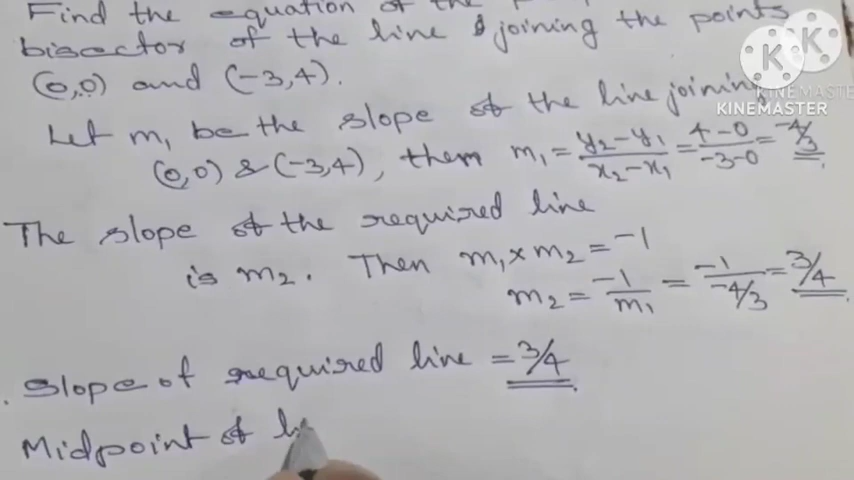 Find the equation of the
bisector of the line joining the points
(0,0) and (-3,4).
Let m₁ be the slope of the line joining
(0,0) & (-3,4), then m₁ = y₂-y₁/x₂-x₁ = 4-0/-3-0 = -4/3
The slope of the required line
is m₂. Then m₁ x m₂ = -1
m₂ = -1/m₁ = -1/-4/3 = 3/4
Slope of required line = 3/4
Midpoint of
KINEMASTER
KINEMASTER